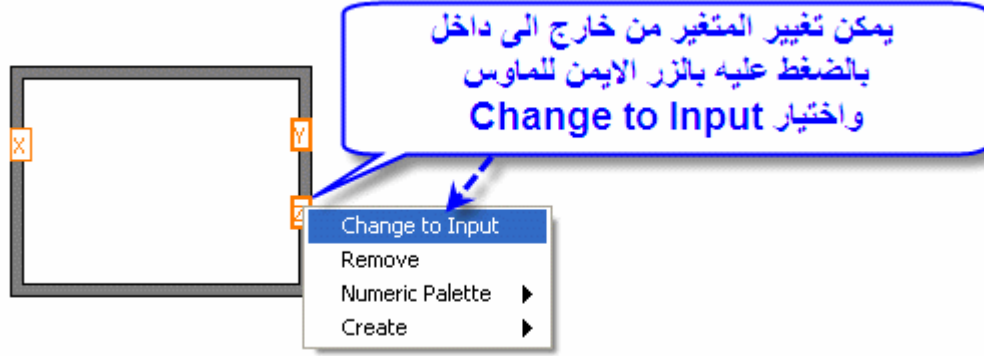 يمكن تغيير المتغير من خارج الى داخل
بالضغط عليه بالزر الايمن للماوس
واختيار Change to Input
X
Y
Change to Input
Remove
Numeric Palette
Create